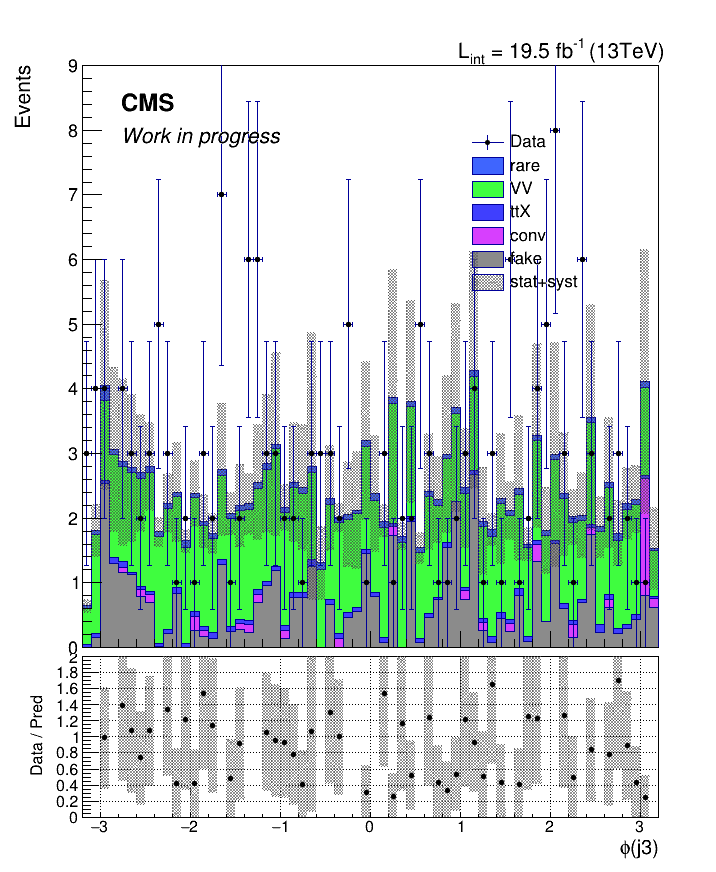 L_int = 19.5 fb^-1 (13TeV)
Events
9
8
7
6
5
4
3
2
1
0
CMS
Work in progress
Data
rare
VV
ttX
conv
fake
stat+syst
Data / Pred
2
1.8
1.6
1.4
1.2
1
0.8
0.6
0.4
0.2
0
−3 −2 −1 0 1 2 3
ϕ(j3)